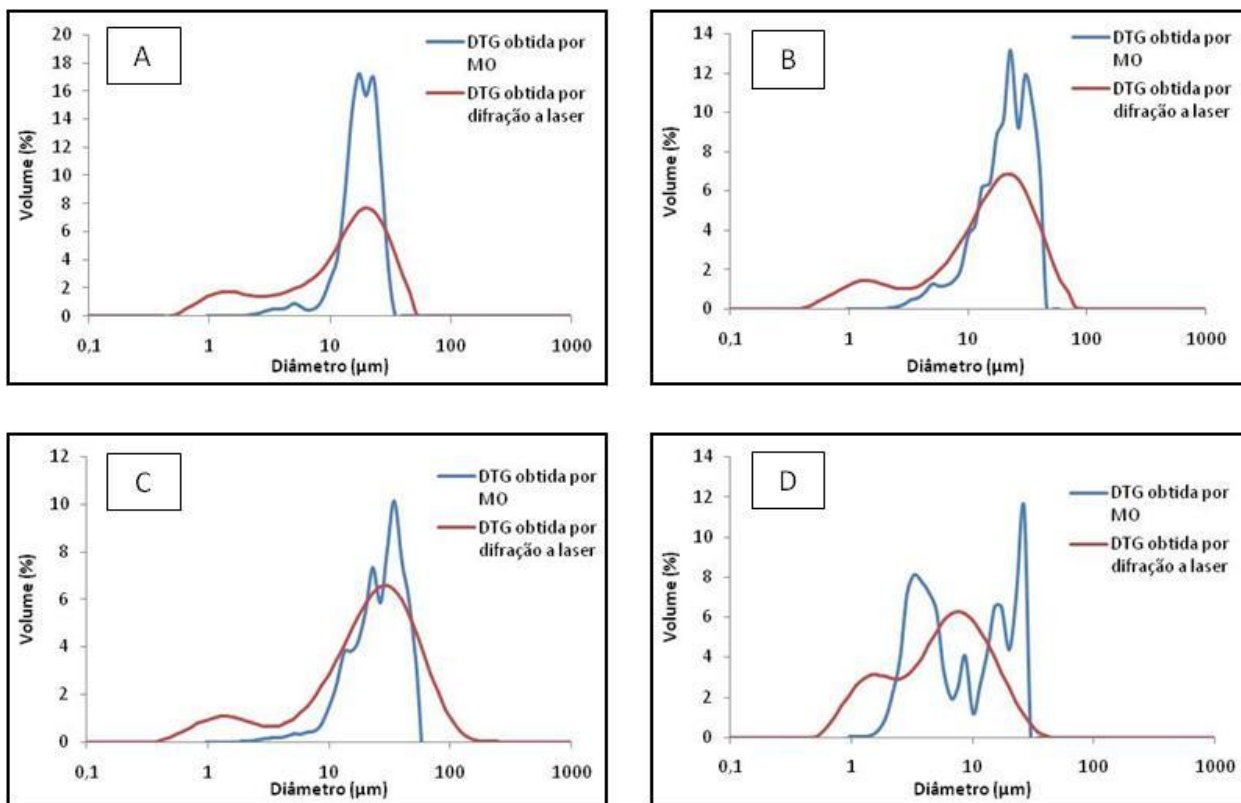 A
20
18
16
14
12
10
8
6
4
2
0
Volume (%)
0,1 1 10 100 1000
Diâmetro (µm)
DTG obtida por
MO
DTG obtida por
difração a laser
B
14
12
10
8
6
4
2
0
Volume (%)
0,1 1 10 100 1000
Diâmetro (µm)
DTG obtida por
MO
DTG obtida por
difração a laser
C
12
10
8
6
4
2
0
Volume (%)
0,1 1 10 100 1000
Diâmetro (µm)
DTG obtida por
MO
DTG obtida por
difração a laser
D
14
12
10
8
6
4
2
0
Volume (%)
0,1 1 10 100 1000
Diâmetro (µm)
DTG obtida por
MO
DTG obtida por
difração a laser